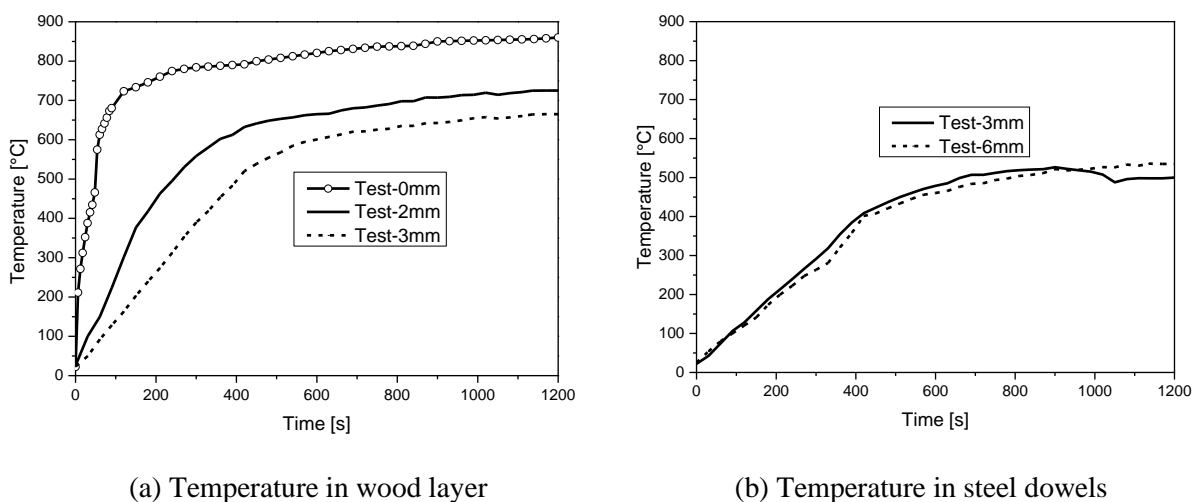 900
800
700
600
500
400
300
200
100
0
Temperature [°C]
Test-0mm
Test-2mm
Test-3mm
0 200 400 600 800 1000 1200
Time [s]
(a) Temperature in wood layer
900
800
700
600
500
400
300
200
100
0
Temperature [°C]
Test-3mm
Test-6mm
0 200 400 600 800 1000 1200
Time [s]
(b) Temperature in steel dowels